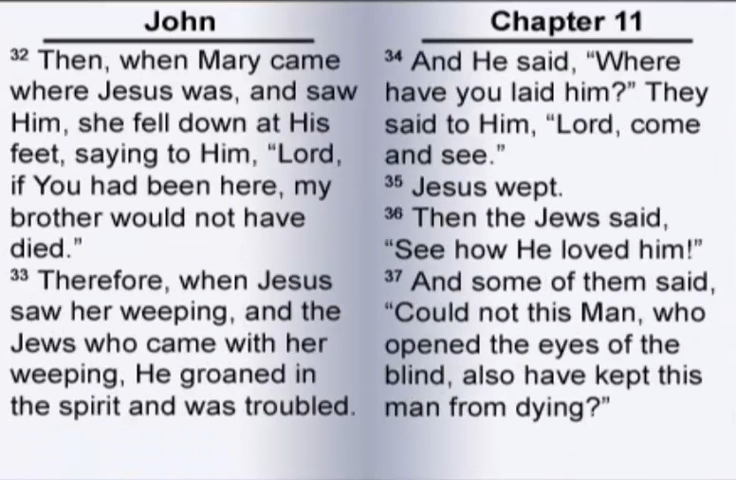 John
³² Then, when Mary came
where Jesus was, and saw
Him, she fell down at His
feet, saying to Him, “Lord,
if You had been here, my
brother would not have
died.”
³³ Therefore, when Jesus
saw her weeping, and the
Jews who came with her
weeping, He groaned in
the spirit and was troubled.
Chapter 11
³⁴ And He said, “Where
have you laid him?” They
said to Him, “Lord, come
and see.”
³⁵ Jesus wept.
³⁶ Then the Jews said,
“See how He loved him!”
³⁷ And some of them said,
“Could not this Man, who
opened the eyes of the
blind, also have kept this
man from dying?”